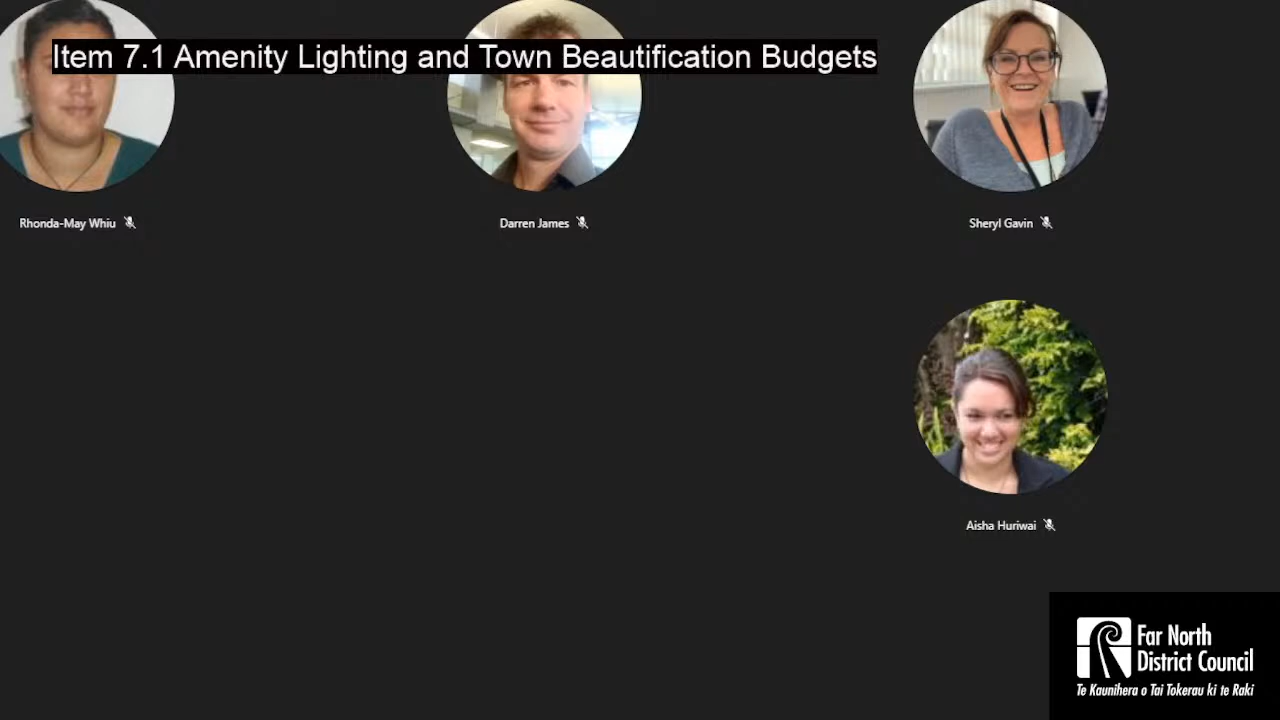 Item 7.1 Amenity Lighting and Town Beautification Budgets
Rhonda-May Whiu
Darren James
Sheryl Gavin
Aisha Huriwai
Far North
District Council
Te Kaunihera o Tai Tokerau ki te Raki